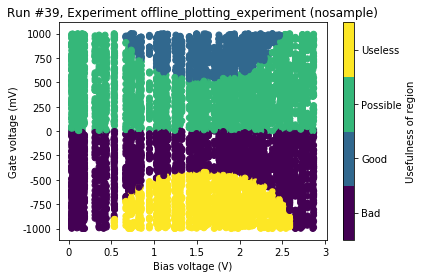 Run #39, Experiment offline_plotting_experiment (nosample)
1000
750
500
250
0
-250
-500
-750
-1000
Gate voltage (mV)
0
0.5
1
1.5
2
2.5
3
Bias voltage (V)
Useless
Possible
Good
Bad
Usefulness of region